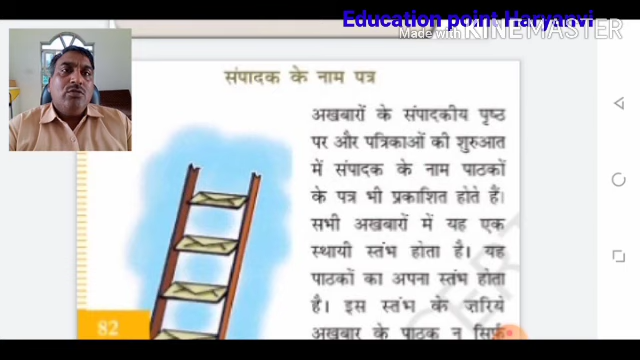 Education point Haryanvi
Made with KINEMASTER
संपादक के नाम पत्र
अखबारों के संपादकीय पृष्ठ
पर और पत्रिकाओं की शुरुआत
में संपादक के नाम पाठकों
के पत्र भी प्रकाशित होते हैं।
सभी अखबारों में यह एक
स्थायी स्तंभ होता है। यह
पाठकों का अपना स्तंभ होता
है। इस स्तंभ के ज़रिये
अखबार के पाठक न सिर्फ़
82